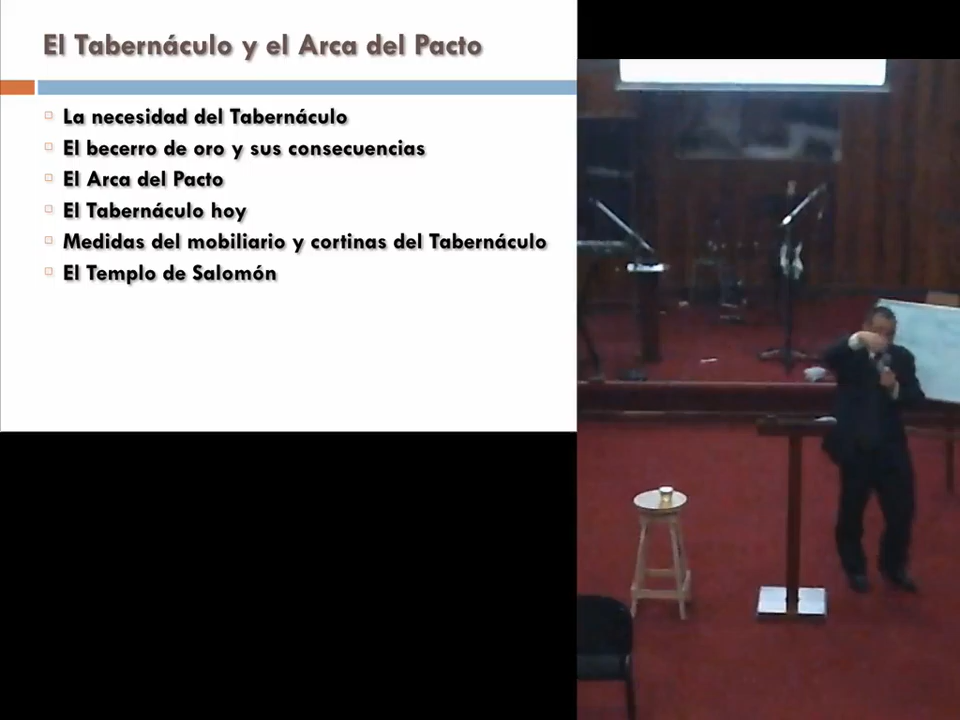 El Tabernáculo y el Arca del Pacto
La necesidad del Tabernáculo
El becerro de oro y sus consecuencias
El Arca del Pacto
El Tabernáculo hoy
Medidas del mobiliario y cortinas del Tabernáculo
El Templo de Salomón